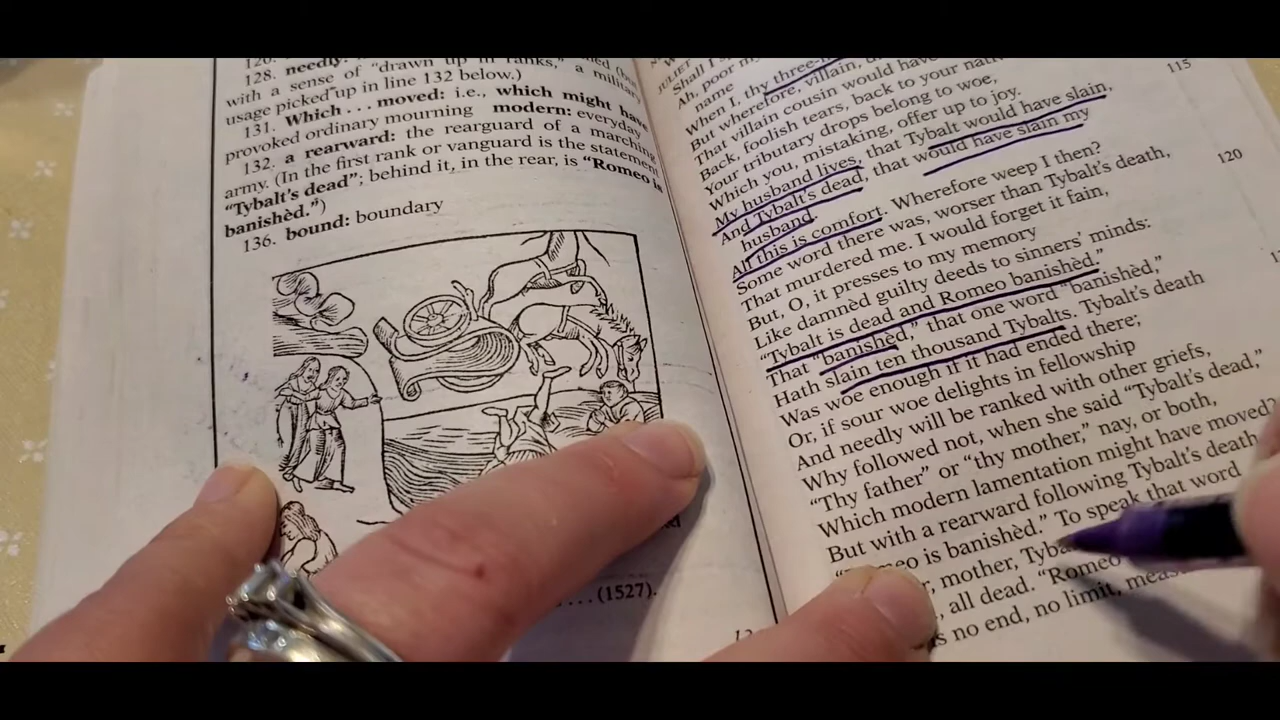 128. needly:
with a sense of “drawn up in ranks,” a military
usage picked up in line 132 below.)
131. Which . . . moved: i.e., which might have
provoked ordinary mourning modern: everyday
132. a rearward: the rearguard of a marching
army. (In the first rank or vanguard is the statement
“Tybalt’s dead”; behind it, in the rear, is “Romeo is
banishèd.”)
136. bound: boundary
. . . (1527).
JULIET
Shall I
Ah, poor
name
When I, thy
But wherefore, villain,
That villain cousin would have
Back, foolish tears, back to your
115
Your tributary drops belong to woe,
Which you, mistaking, offer up to joy.
My husband lives, that Tybalt would have slain,
And Tybalt’s dead, that would have slain my
husband.
All this is comfort. Wherefore weep I then?
120
Some word there was, worser than Tybalt’s death,
That murdered me. I would forget it fain,
But, O, it presses to my memory
Like damnèd guilty deeds to sinners’ minds:
“Tybalt is dead and Romeo banishèd.”
That “banishèd,” that one word “banishèd,”
Hath slain ten thousand Tybalts. Tybalt’s death
Was woe enough if it had ended there;
Or, if sour woe delights in fellowship
And needly will be ranked with other griefs,
Why followed not, when she said “Tybalt’s dead,”
“Thy father” or “thy mother,” nay, or both,
Which modern lamentation might have moved?
But with a rearward following Tybalt’s death,
is banishèd.” To speak that word
mother,
all dead. “Romeo
no end, no limit,